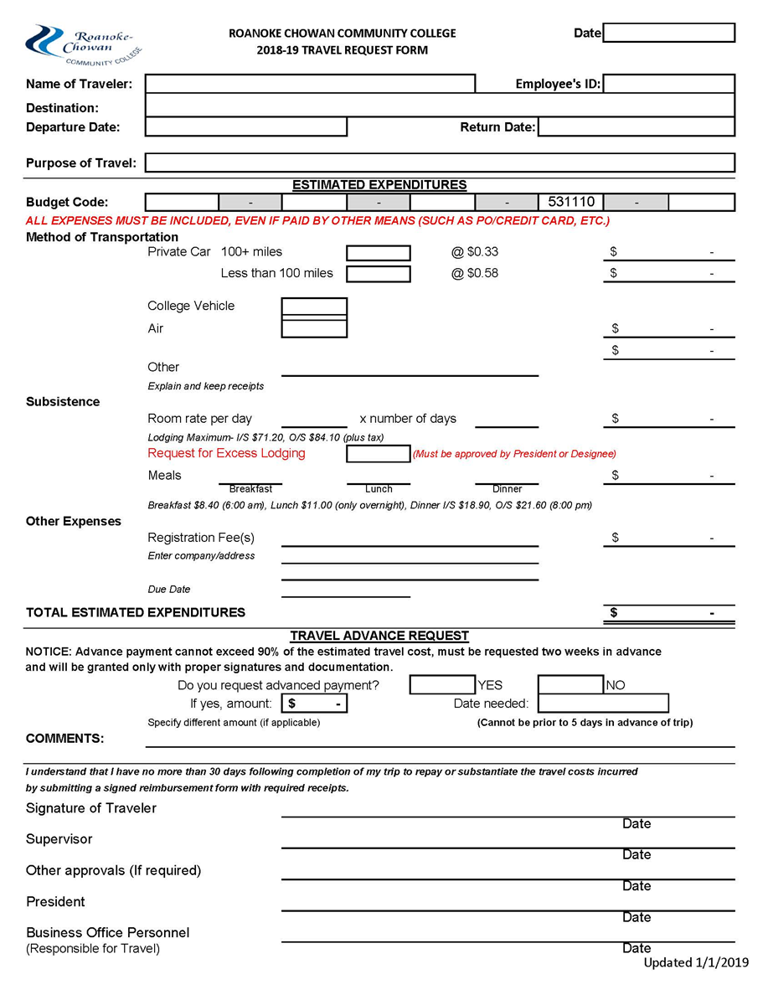 Roanoke-
Chowan
COMMUNITY COLLEGE
ROANOKE CHOWAN COMMUNITY COLLEGE
2018-19 TRAVEL REQUEST FORM
Date
Name of Traveler:
Employee's ID:
Destination:
Departure Date:
Return Date:
Purpose of Travel:
ESTIMATED EXPENDITURES
Budget Code: - - - 531110 -
ALL EXPENSES MUST BE INCLUDED, EVEN IF PAID BY OTHER MEANS (SUCH AS PO/CREDIT CARD, ETC.)
Method of Transportation
Private Car 100+ miles @ $0.33 $ -
Less than 100 miles @ $0.58 $ -
College Vehicle
Air $ -
$ -
Other
Explain and keep receipts
Subsistence
Room rate per day x number of days $ -
Lodging Maximum- I/S $71.20, O/S $84.10 (plus tax)
Request for Excess Lodging (Must be approved by President or Designee)
Meals $ -
Breakfast Lunch Dinner
Breakfast $8.40 (6:00 am), Lunch $11.00 (only overnight), Dinner I/S $18.90, O/S $21.60 (8:00 pm)
Other Expenses
Registration Fee(s) $ -
Enter company/address
Due Date
TOTAL ESTIMATED EXPENDITURES $ -
TRAVEL ADVANCE REQUEST
NOTICE: Advance payment cannot exceed 90% of the estimated travel cost, must be requested two weeks in advance
and will be granted only with proper signatures and documentation.
Do you request advanced payment? YES NO
If yes, amount: $ - Date needed:
Specify different amount (if applicable) (Cannot be prior to 5 days in advance of trip)
COMMENTS:
I understand that I have no more than 30 days following completion of my trip to repay or substantiate the travel costs incurred
by submitting a signed reimbursement form with required receipts.
Signature of Traveler
Date
Supervisor
Date
Other approvals (If required)
Date
President
Date
Business Office Personnel
(Responsible for Travel) Date
Updated 1/1/2019